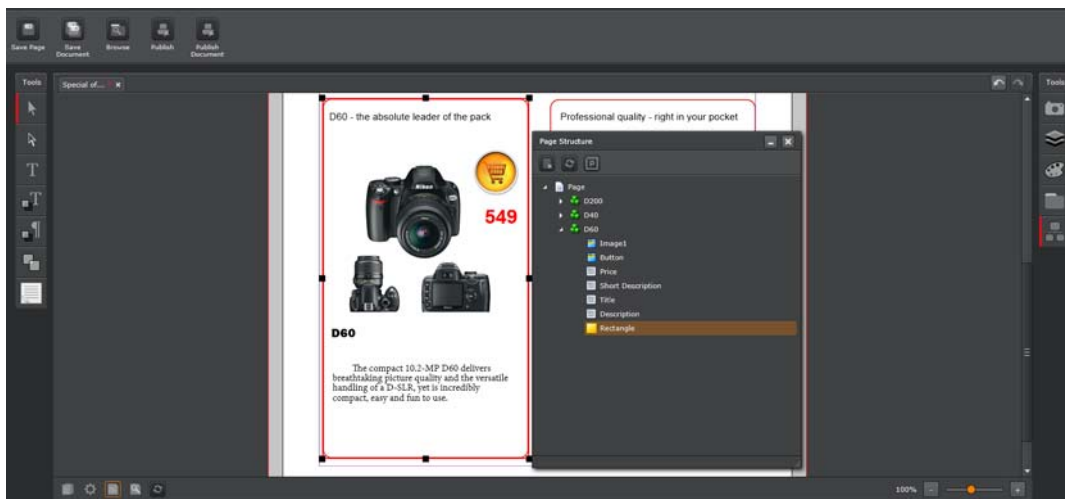 Save Page
Save Document
Browse
Publish
Publish Document
Tools
Special of...
Tools
D60 - the absolute leader of the pack
Professional quality - right in your pocket
Nikon
549
D60
The compact 10.2-MP D60 delivers
breathtaking picture quality and the versatile
handling of a D-SLR, yet is incredibly
compact, easy and fun to use.
Page Structure
Page
D200
D40
D60
Image1
Button
Price
Short Description
Title
Description
Rectangle
T
T
100%